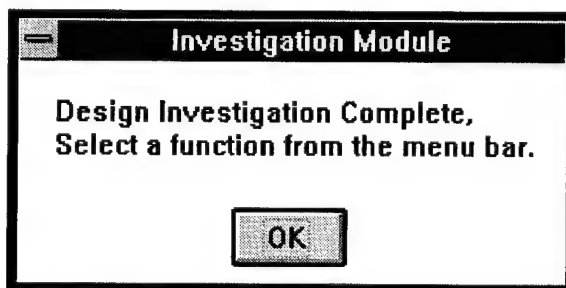 Investigation Module
Design Investigation Complete,
Select a function from the menu bar.
OK